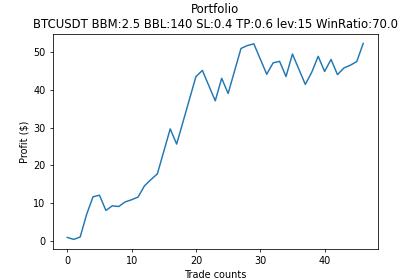 Portfolio
BTCUSDT BBM:2.5 BBL:140 SL:0.4 TP:0.6 lev:15 WinRatio:70.0
50
40
30
20
10
0
Profit ($)
0 10 20 30 40
Trade counts